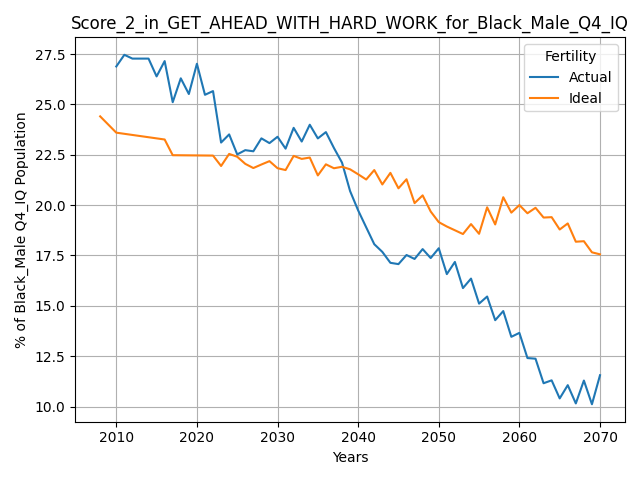 Score_2_in_GET_AHEAD_WITH_HARD_WORK_for_Black_Male_Q4_IQ
Fertility
Actual
Ideal
27.5
25.0
22.5
20.0
17.5
15.0
12.5
10.0
% of Black_Male Q4_IQ Population
2010 2020 2030 2040 2050 2060 2070
Years